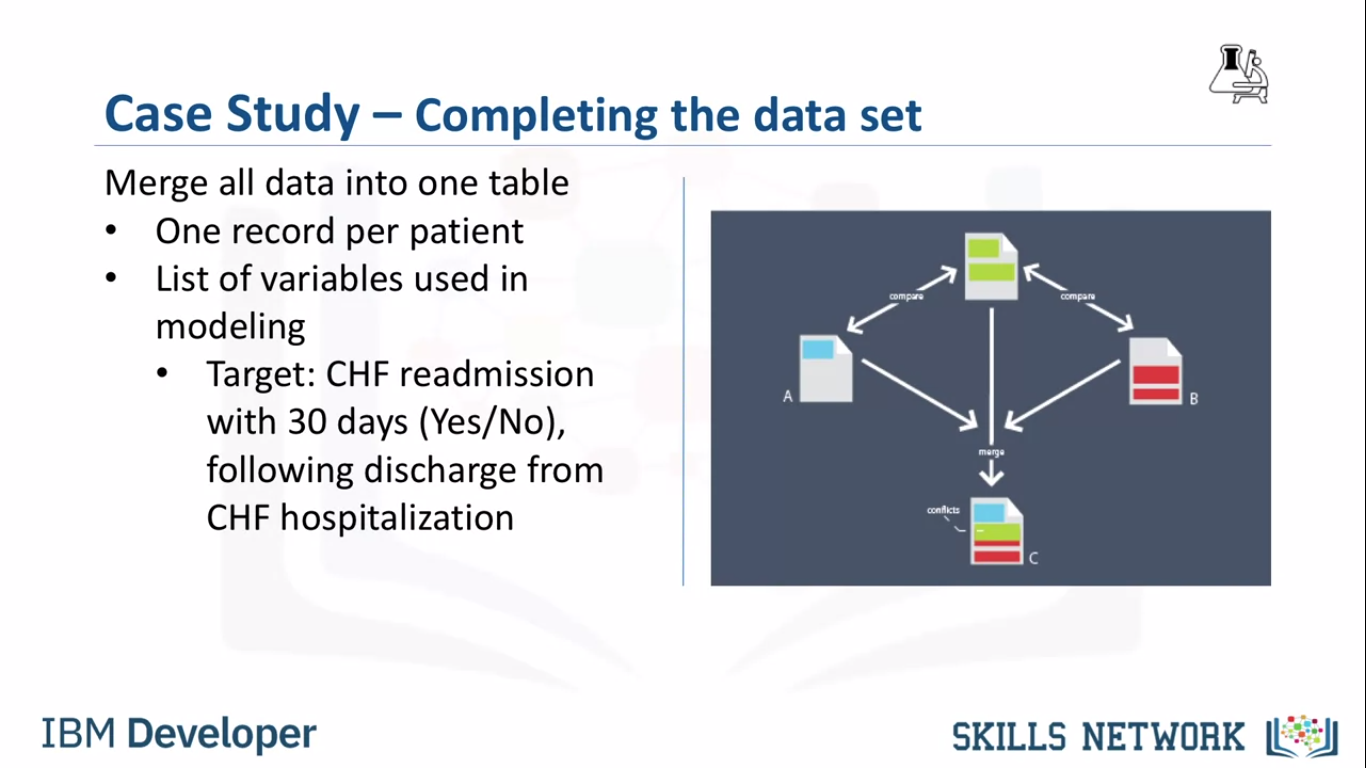 Case Study – Completing the data set
Merge all data into one table
• One record per patient
• List of variables used in
modeling
• Target: CHF readmission
with 30 days (Yes/No),
following discharge from
CHF hospitalization
compare
compare
A
B
merge
conflicts
C
IBM Developer
SKILLS NETWORK